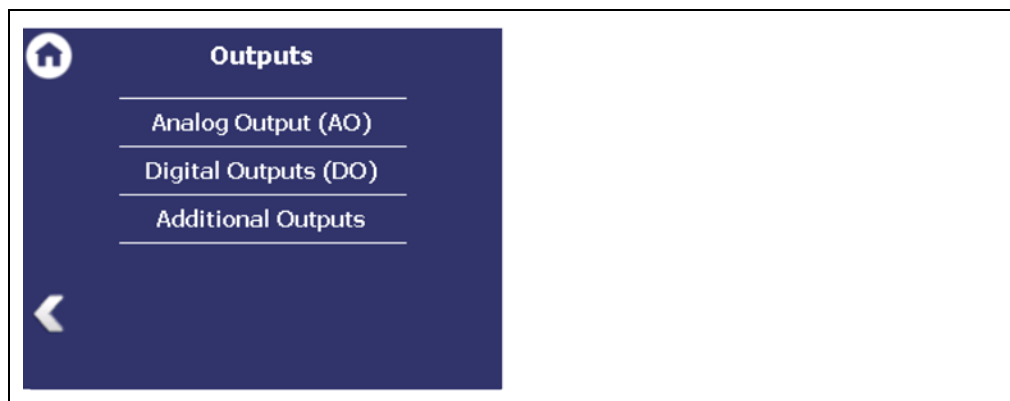 Outputs
Analog Output (AO)
Digital Outputs (DO)
Additional Outputs